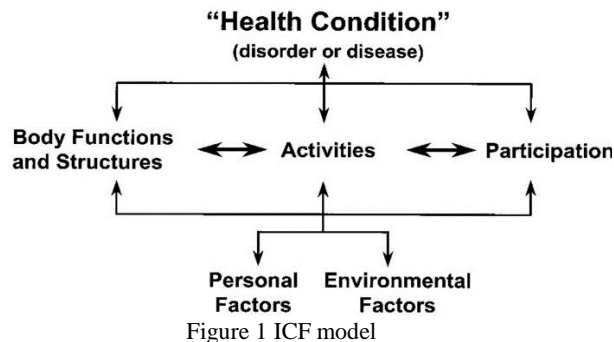 “Health Condition”
(disorder or disease)
Body Functions
and Structures
Activities
Participation
Personal
Factors
Environmental
Factors
Figure 1 ICF model